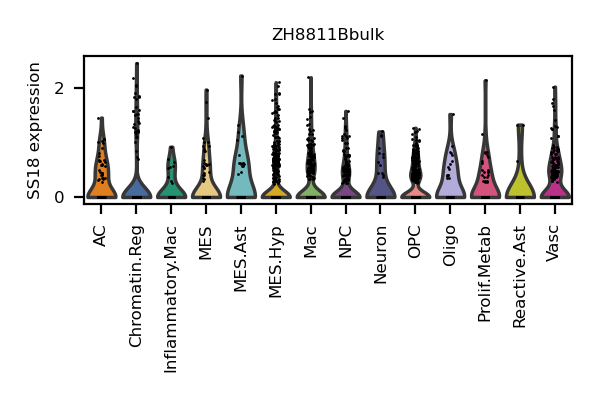 ZH8811Bbulk
SS18 expression
2
0
AC
Chromatin.Reg
Inflammatory.Mac
MES
MES.Ast
MES.Hyp
Mac
NPC
Neuron
OPC
Oligo
Prolif.Metab
Reactive.Ast
Vasc